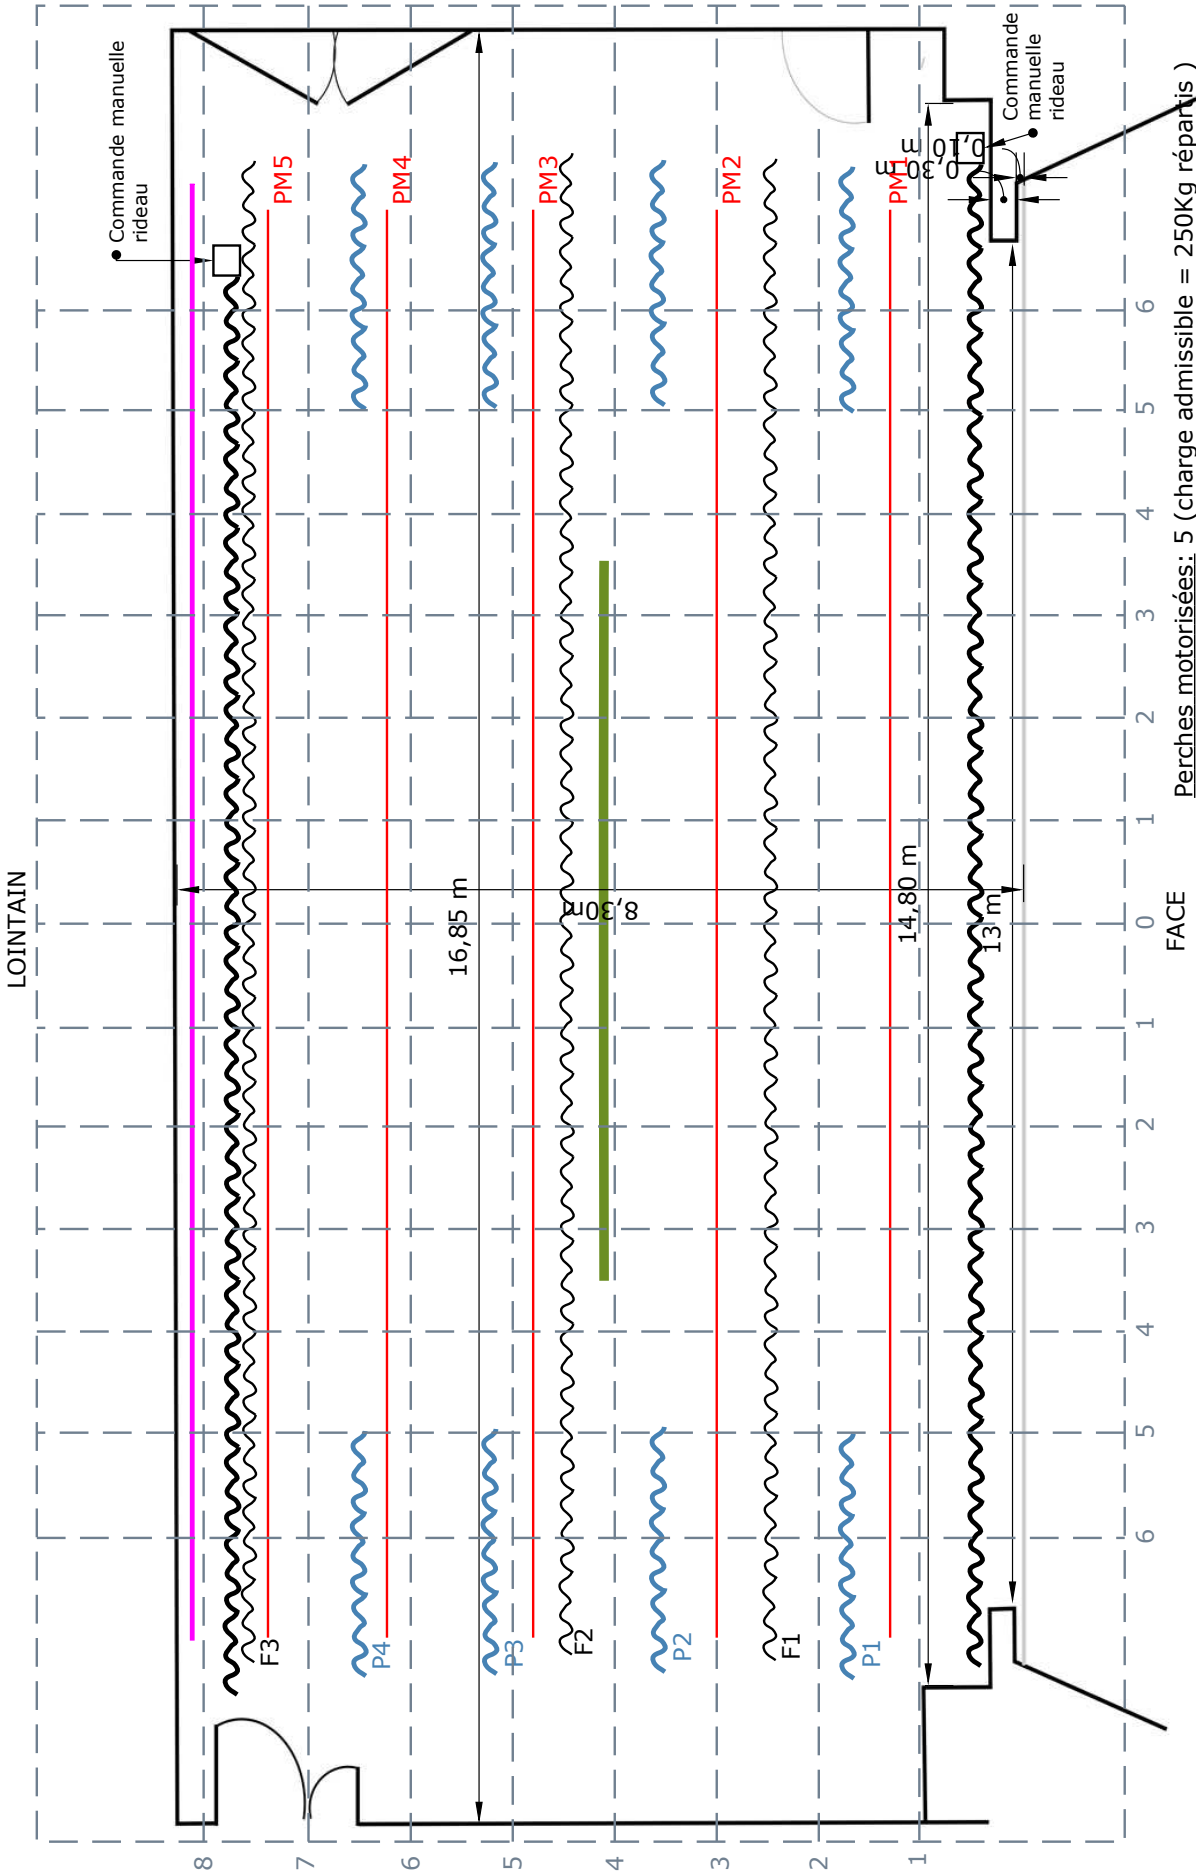 LOINTAIN
Commande manuelle
rideau
Commande
manuelle
rideau
PM5
PM4
PM3
PM2
PM1
0,10 m
0,30 m
16,85 m
8,30m
14,80 m
13 m
F3
P4
P3
F2
P2
F1
P1
8
7
6
5
4
3
2
1
6
5
4
3
2
1
0
1
2
3
4
5
6
FACE
Perches motorisées: 5 (charge admissible = 250Kg répartis )